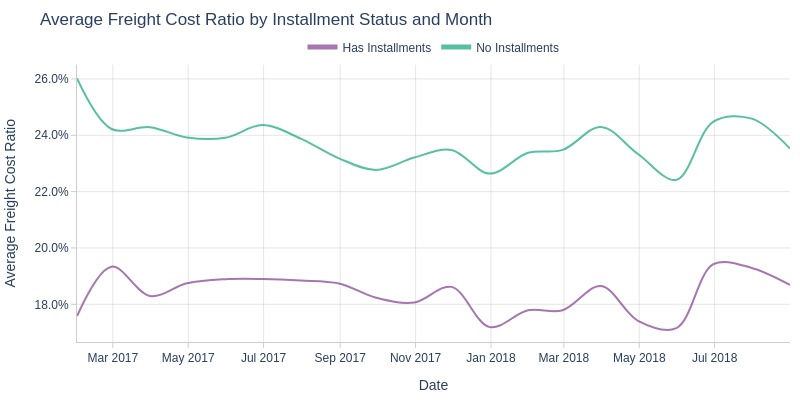 Average Freight Cost Ratio by Installment Status and Month
Has Installments
No Installments
26.0%
24.0%
22.0%
20.0%
18.0%
Average Freight Cost Ratio
Mar 2017
May 2017
Jul 2017
Sep 2017
Nov 2017
Jan 2018
Mar 2018
May 2018
Jul 2018
Date